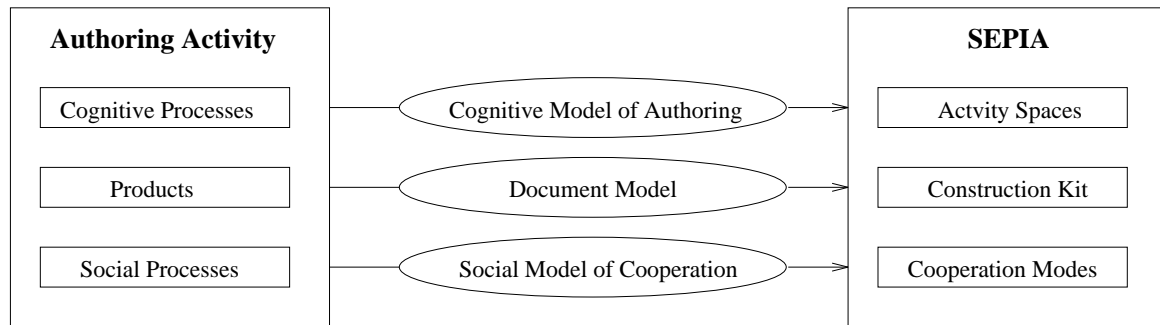 Authoring Activity
SEPIA
Cognitive Processes
Cognitive Model of Authoring
Actvity Spaces
Products
Document Model
Construction Kit
Social Processes
Social Model of Cooperation
Cooperation Modes